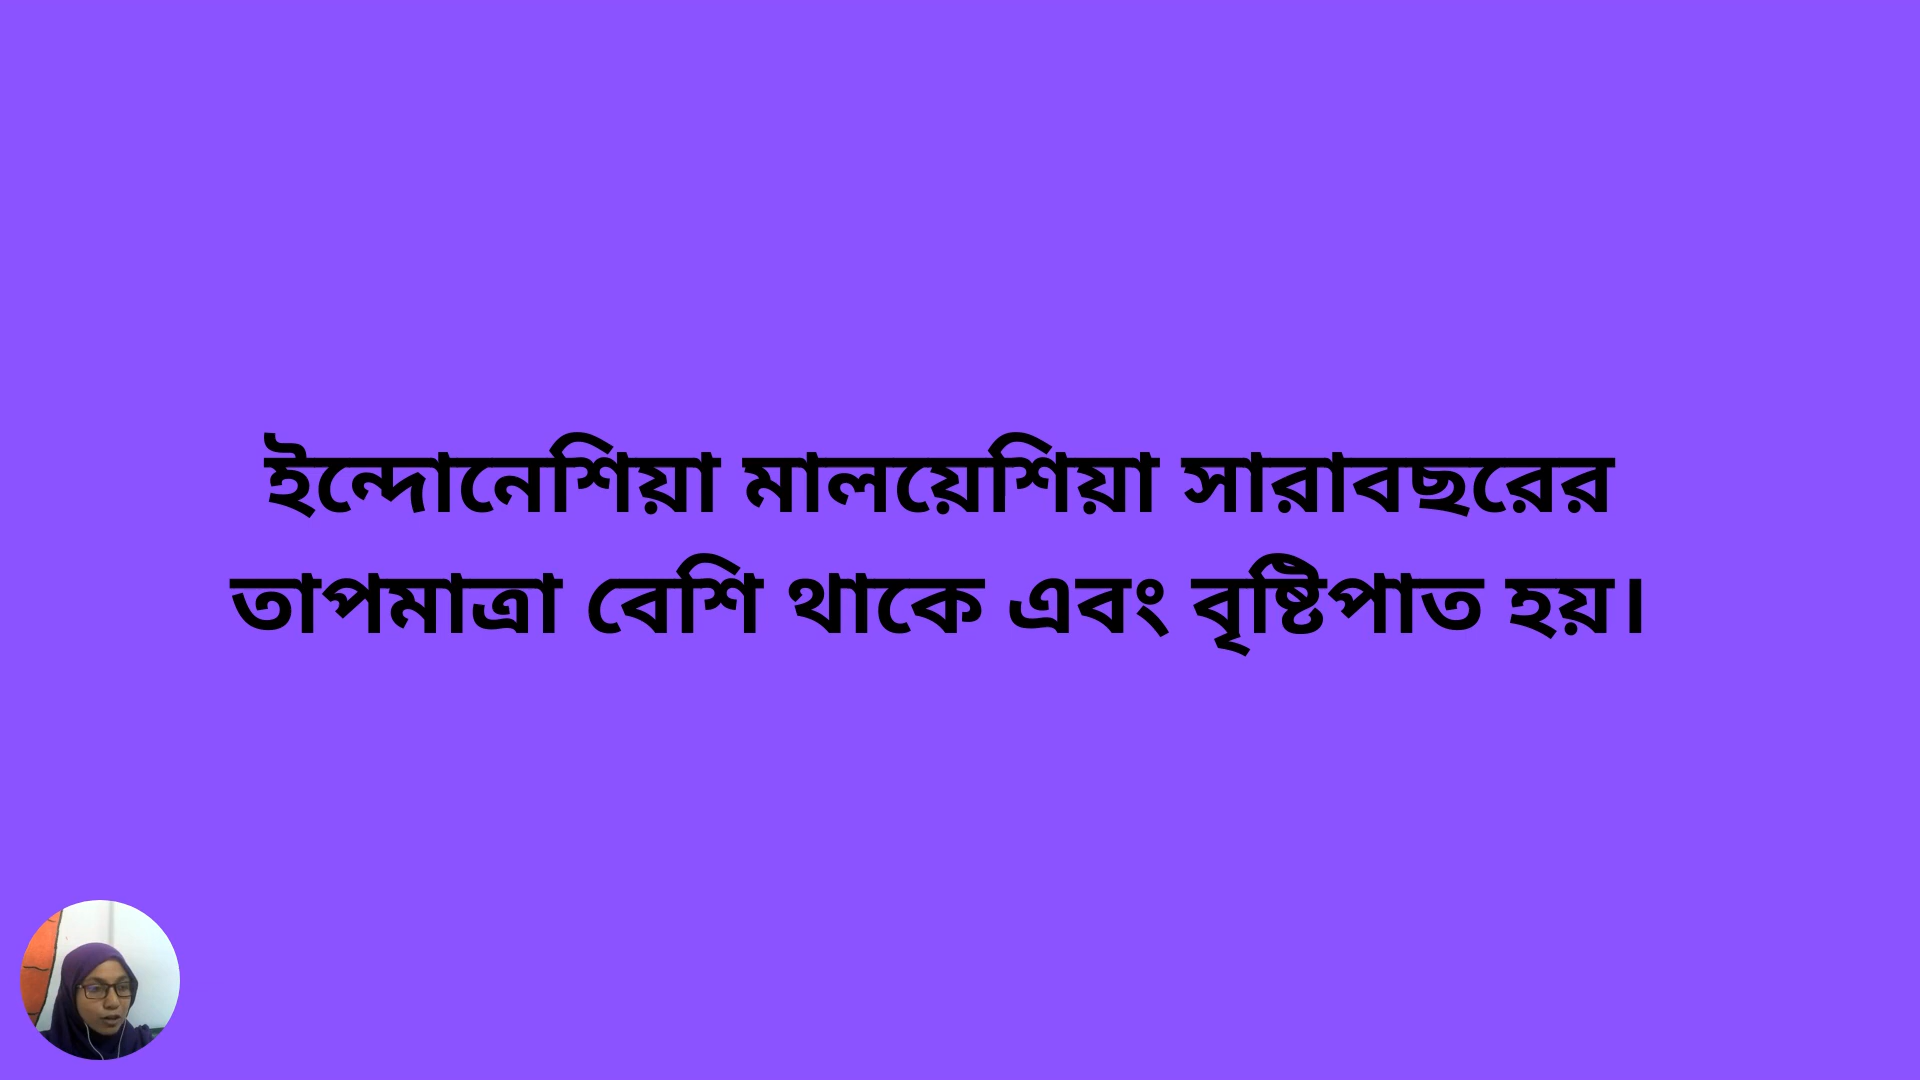 ইন্দোনেশিয়া মালয়েশিয়া সারাবছরের
তাপমাত্রা বেশি থাকে এবং বৃষ্টিপাত হয়।